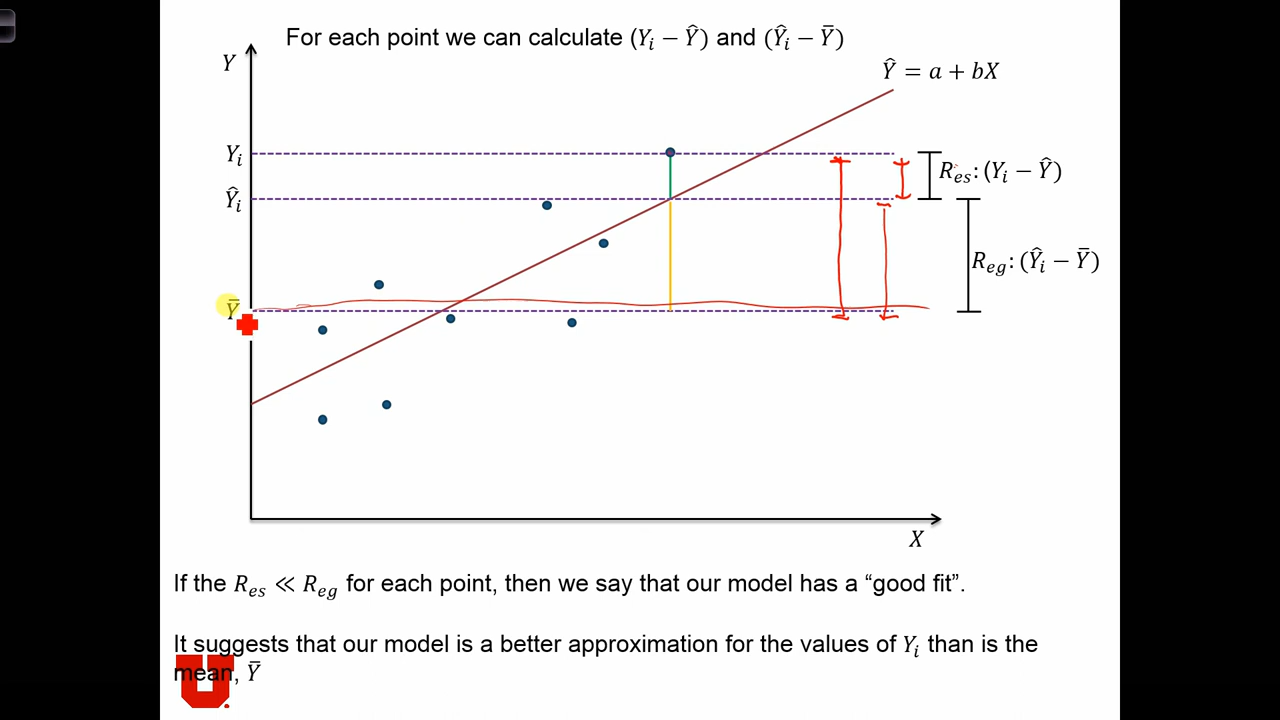 For each point we can calculate (Yᵢ − Ŷ) and (Ŷᵢ − Ȳ)
Y
Ŷ = a + bX
Yᵢ
Rₑₛ: (Yᵢ − Ŷ)
Ŷᵢ
Rₑg: (Ŷᵢ − Ȳ)
Ȳ
X
If the Rₑₛ ≪ Rₑg for each point, then we say that our model has a “good fit”.
It suggests that our model is a better approximation for the values of Yᵢ than is the
mean, Ȳ
U